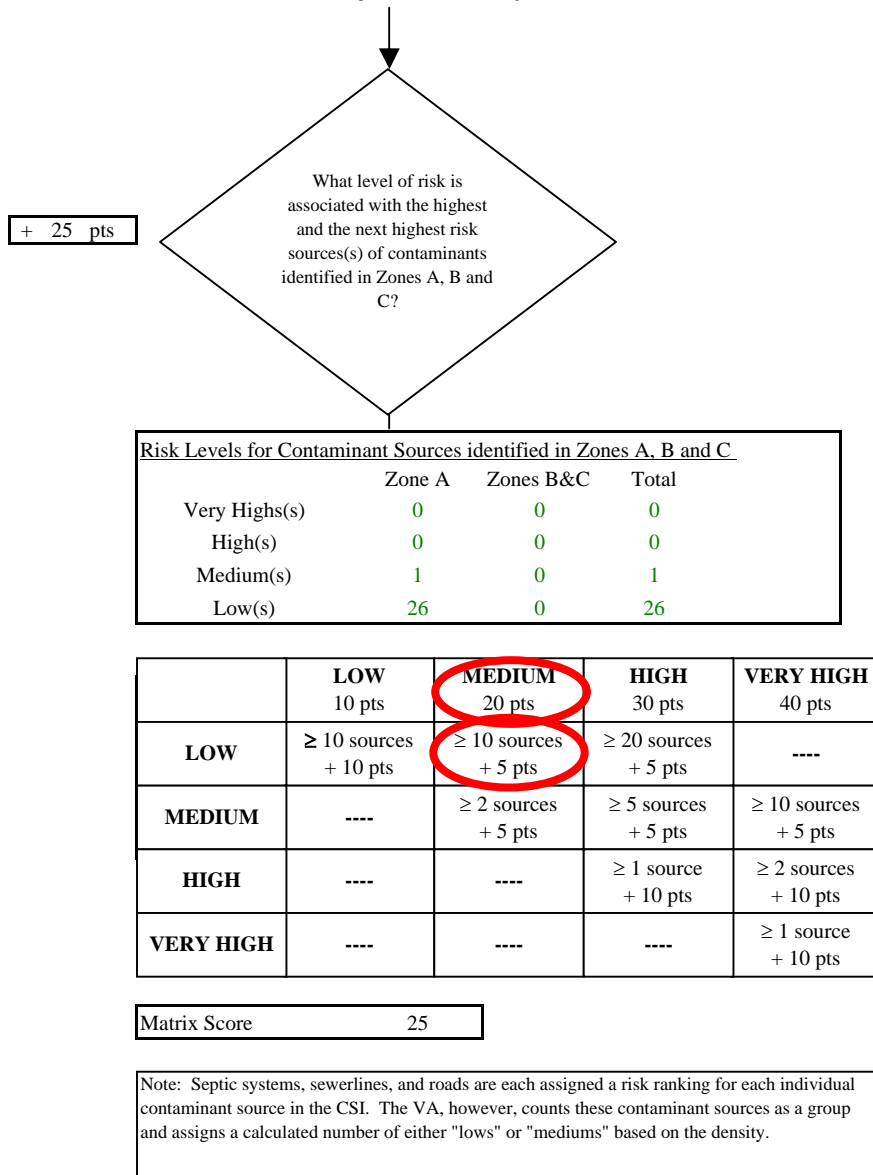 What level of risk is
associated with the highest
and the next highest risk
sources(s) of contaminants
identified in Zones A, B and
C?
+ 25 pts
Risk Levels for Contaminant Sources identified in Zones A, B and C
Zone A Zones B&C Total
Very Highs(s) 0 0 0
High(s) 0 0 0
Medium(s) 1 0 1
Low(s) 26 0 26
LOW MEDIUM HIGH VERY HIGH
10 pts 20 pts 30 pts 40 pts
LOW ≥ 10 sources ≥ 10 sources ≥ 20 sources ----
+ 10 pts + 5 pts + 5 pts
MEDIUM ---- ≥ 2 sources ≥ 5 sources ≥ 10 sources
+ 5 pts + 5 pts + 5 pts
HIGH ---- ---- ≥ 1 source ≥ 2 sources
+ 10 pts + 10 pts
VERY HIGH ---- ---- ---- ≥ 1 source
+ 10 pts
Matrix Score 25
Note: Septic systems, sewerlines, and roads are each assigned a risk ranking for each individual
contaminant source in the CSI. The VA, however, counts these contaminant sources as a group
and assigns a calculated number of either "lows" or "mediums" based on the density.